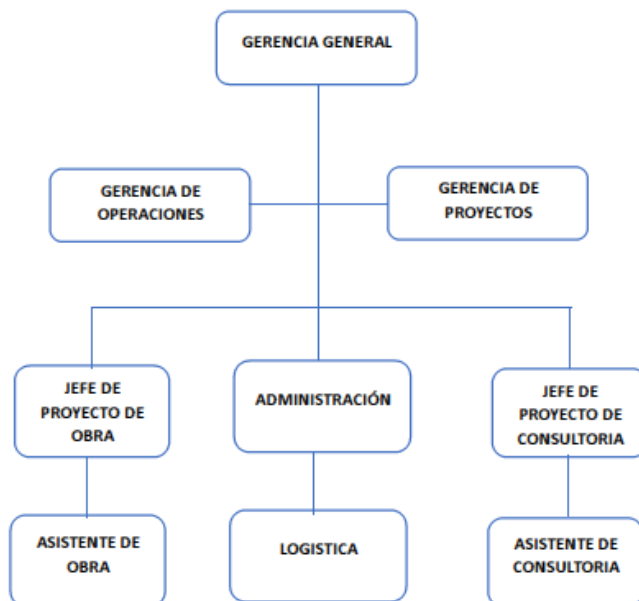 GERENCIA GENERAL
GERENCIA DE
OPERACIONES
GERENCIA DE
PROYECTOS
JEFE DE
PROYECTO DE
OBRA
ADMINISTRACIÓN
JEFE DE
PROYECTO DE
CONSULTORIA
ASISTENTE DE
OBRA
LOGISTICA
ASISTENTE DE
CONSULTORIA